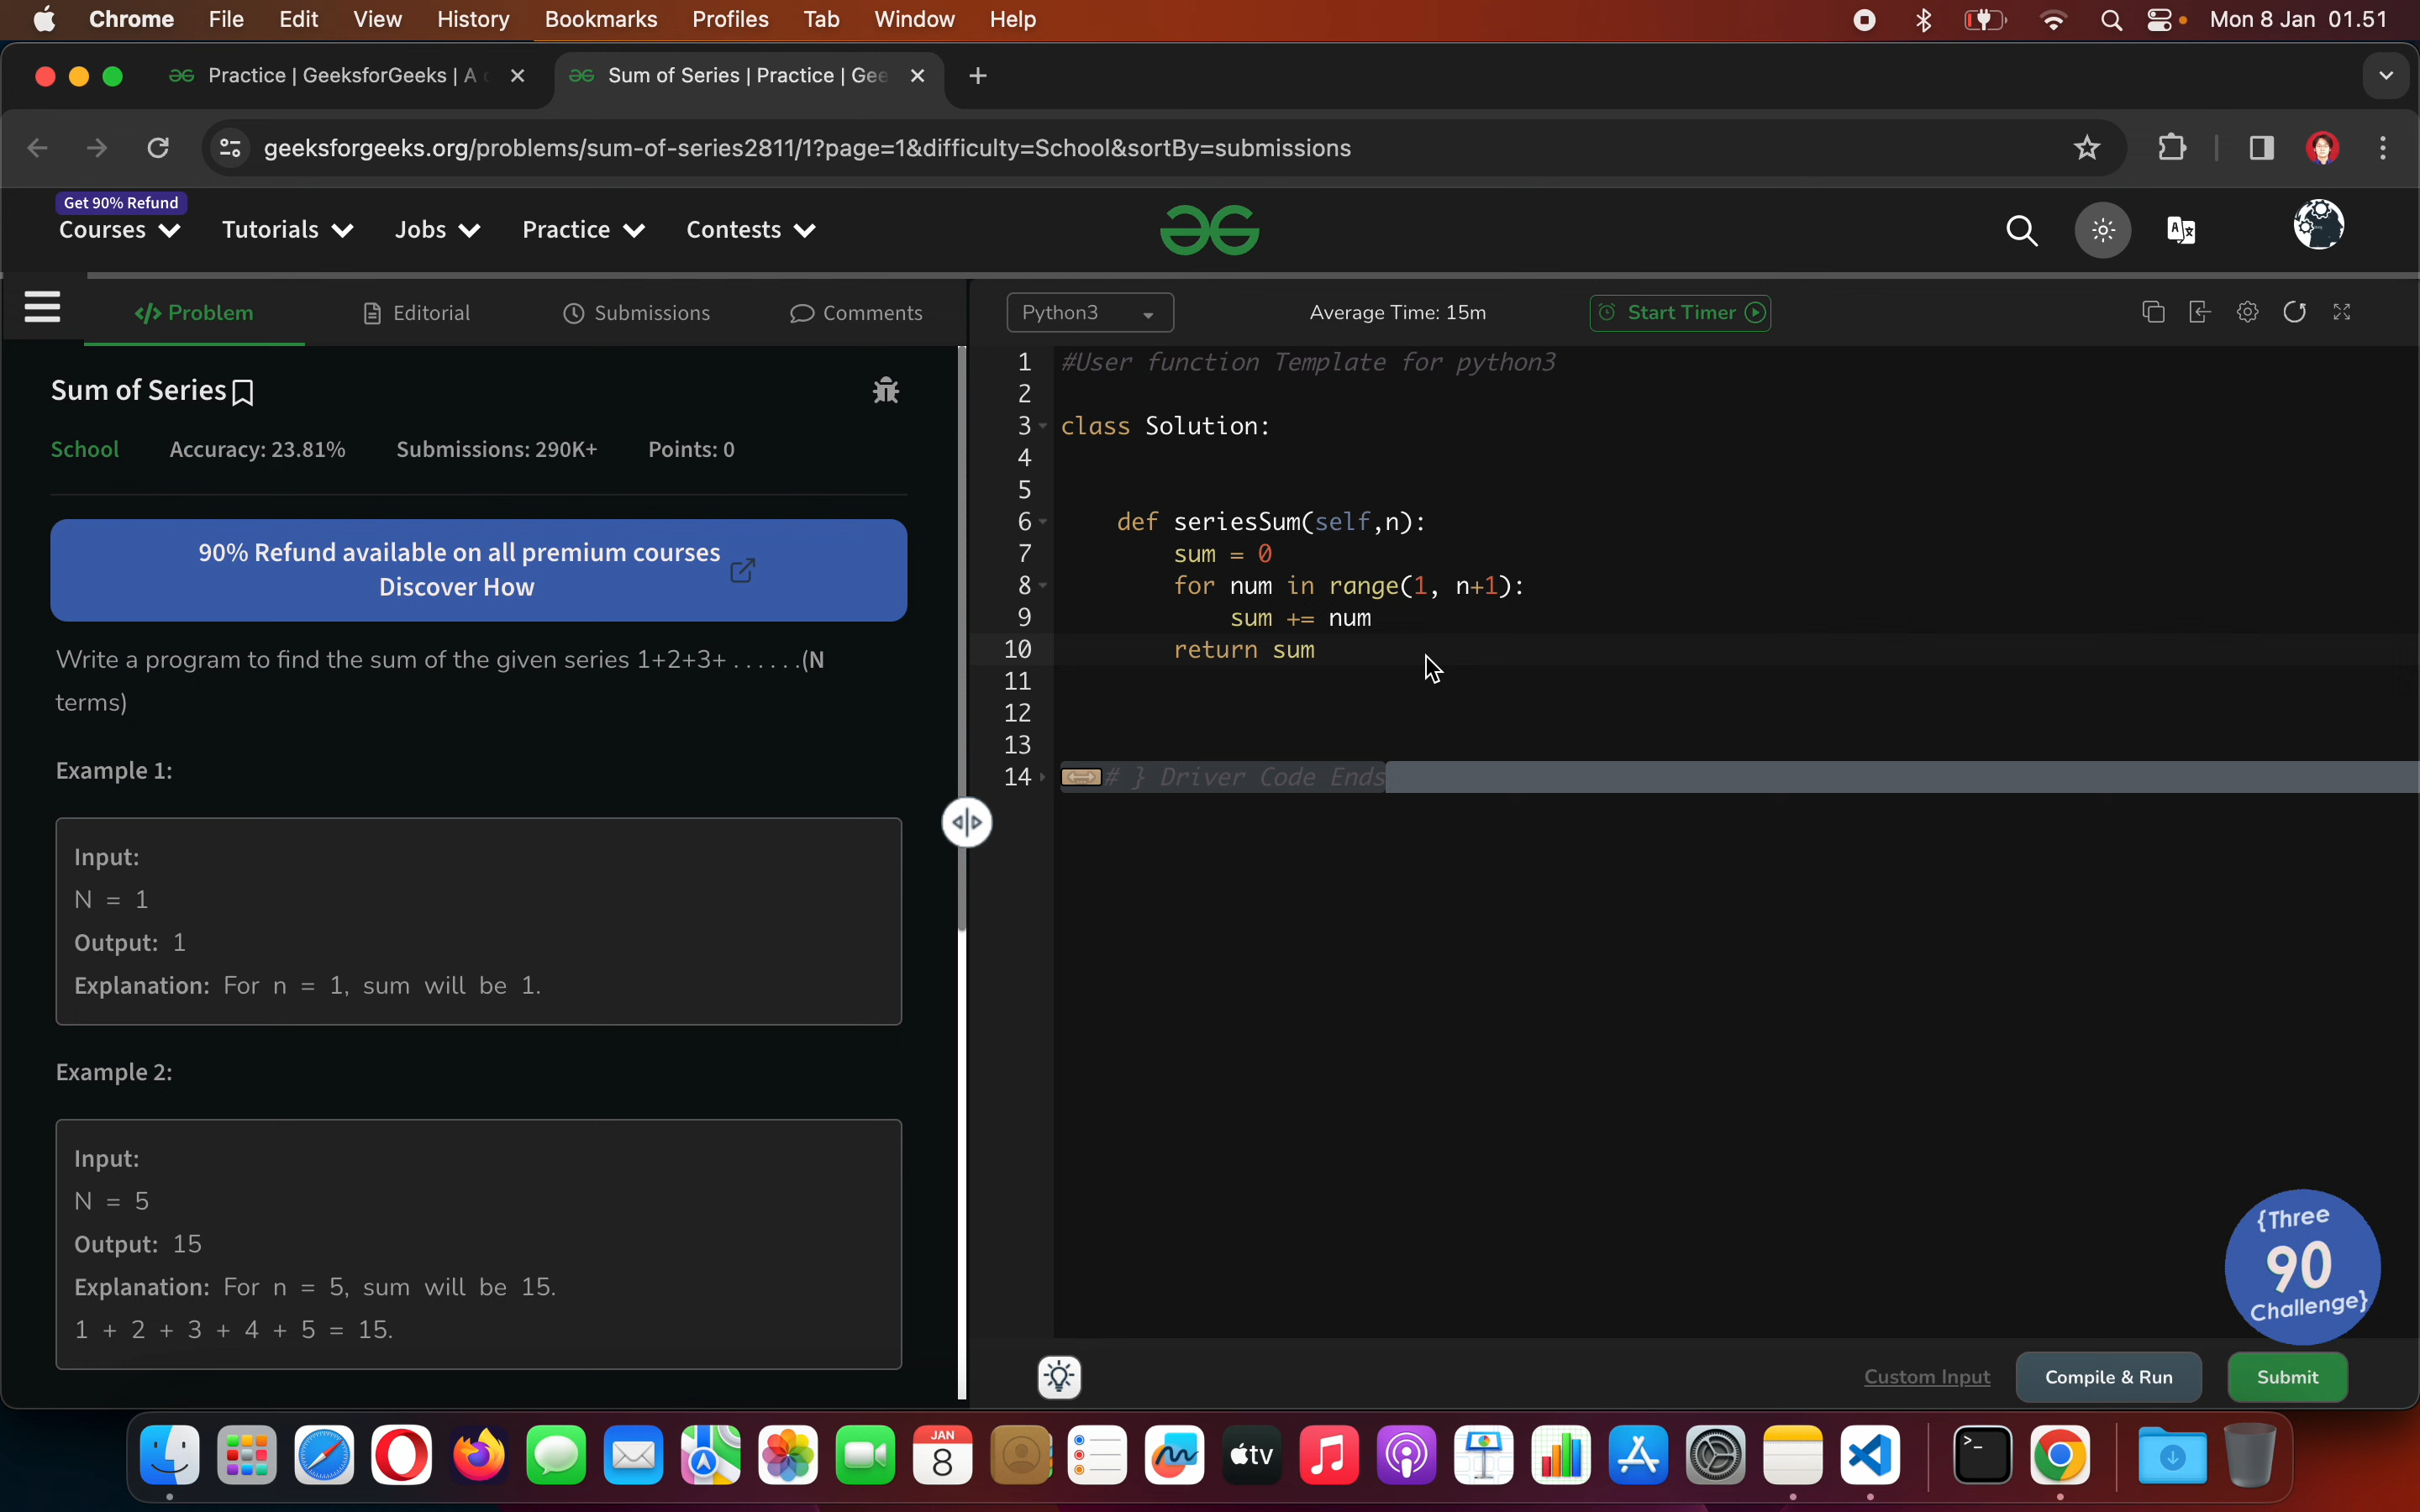 Chrome File Edit View History Bookmarks Profiles Tab Window Help Mon 8 Jan 01.51
Practice | GeeksforGeeks | A Sum of Series | Practice | Gee
geeksforgeeks.org/problems/sum-of-series2811/1?page=1&difficulty=School&sortBy=submissions
Get 90% Refund
Courses Tutorials Jobs Practice Contests
Problem Editorial Submissions Comments
Python3 Average Time: 15m Start Timer
Sum of Series
School Accuracy: 23.81% Submissions: 290K+ Points: 0
90% Refund available on all premium courses
Discover How
Write a program to find the sum of the given series 1+2+3+ . . . . . .(N
terms)
Example 1:
Input:
N = 1
Output: 1
Explanation: For n = 1, sum will be 1.
Example 2:
Input:
N = 5
Output: 15
Explanation: For n = 5, sum will be 15.
1 + 2 + 3 + 4 + 5 = 15.
1 #User function Template for python3
2
3 class Solution:
4
5
6 def seriesSum(self,n):
7 sum = 0
8 for num in range(1, n+1):
9 sum += num
10 return sum
11
12
13
14 # } Driver Code Ends
{Three
90
Challenge}
Custom Input Compile & Run Submit
JAN
8
tv